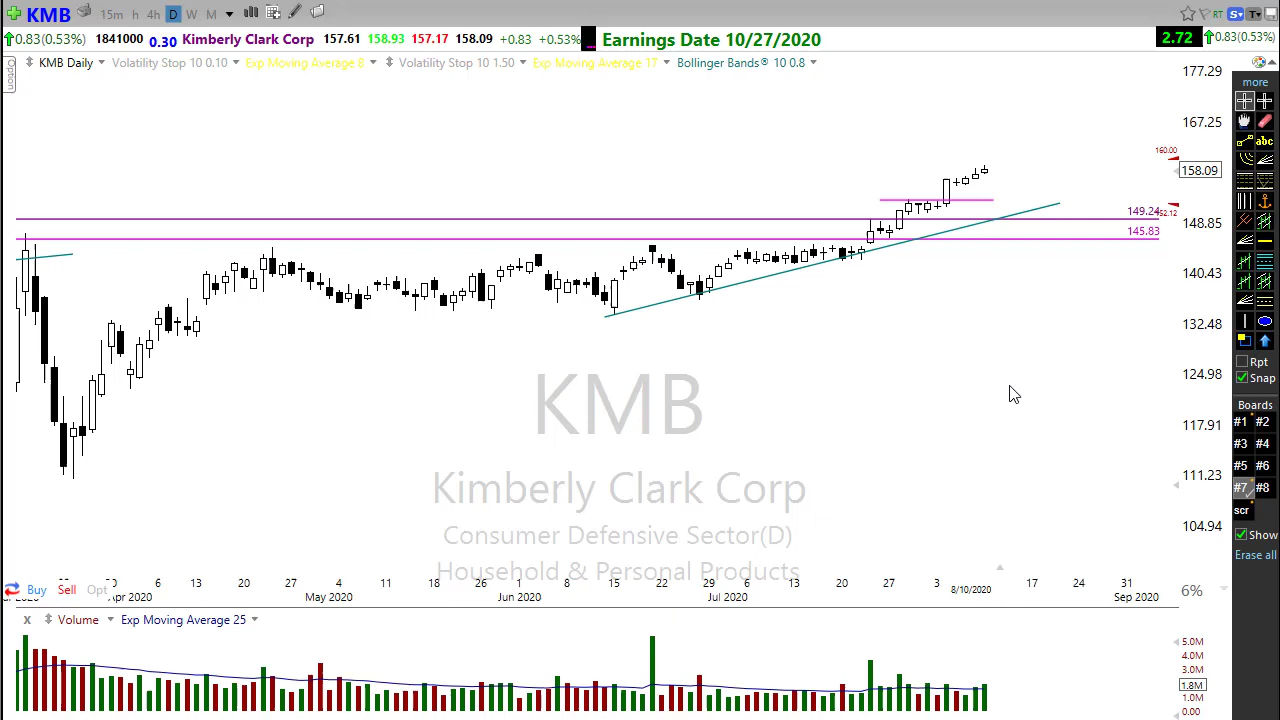 KMB 15m h 4h D W M RT S T
0.83(0.53%) 1841000 0.30 Kimberly Clark Corp 157.61 158.93 157.17 158.09 +0.83 +0.53% Earnings Date 10/27/2020 2.72 0.83(0.53%)
Option
KMB Daily Volatility Stop 10 0.10 Exp Moving Average 8 Volatility Stop 10 1.50 Exp Moving Average 17 Bollinger Bands® 10 0.8
177.29
167.25
160.00
158.09
149.24
152.12
148.85
145.83
140.43
132.48
124.98
117.91
111.23
104.94
more
abc
Rpt
Snap
Boards
#1 #2
#3 #4
#5 #6
#7 #8
scr
Show
Erase all
KMB
Kimberly Clark Corp
Consumer Defensive Sector(D)
Household & Personal Products
6 13 20 27 4 11 18 26 1 8 15 22 29 6 13 20 27 3 8/10/2020 17 24 31
Buy Sell Opt
Apr 2020 May 2020 Jun 2020 Jul 2020 Sep 2020
6%
x Volume Exp Moving Average 25
5.0M
4.0M
3.0M
1.8M
1.0M
0.00